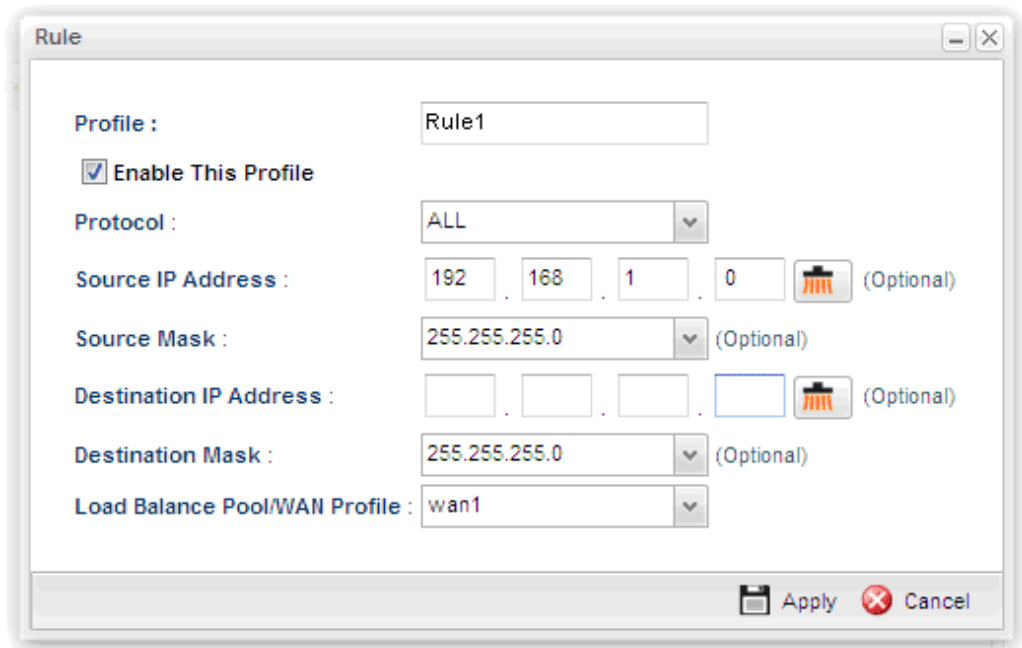 Rule
Profile : Rule1
Enable This Profile
Protocol : ALL
Source IP Address : 192 . 168 . 1 . 0 (Optional)
Source Mask : 255.255.255.0 (Optional)
Destination IP Address : . . . (Optional)
Destination Mask : 255.255.255.0 (Optional)
Load Balance Pool/WAN Profile : wan1
Apply Cancel